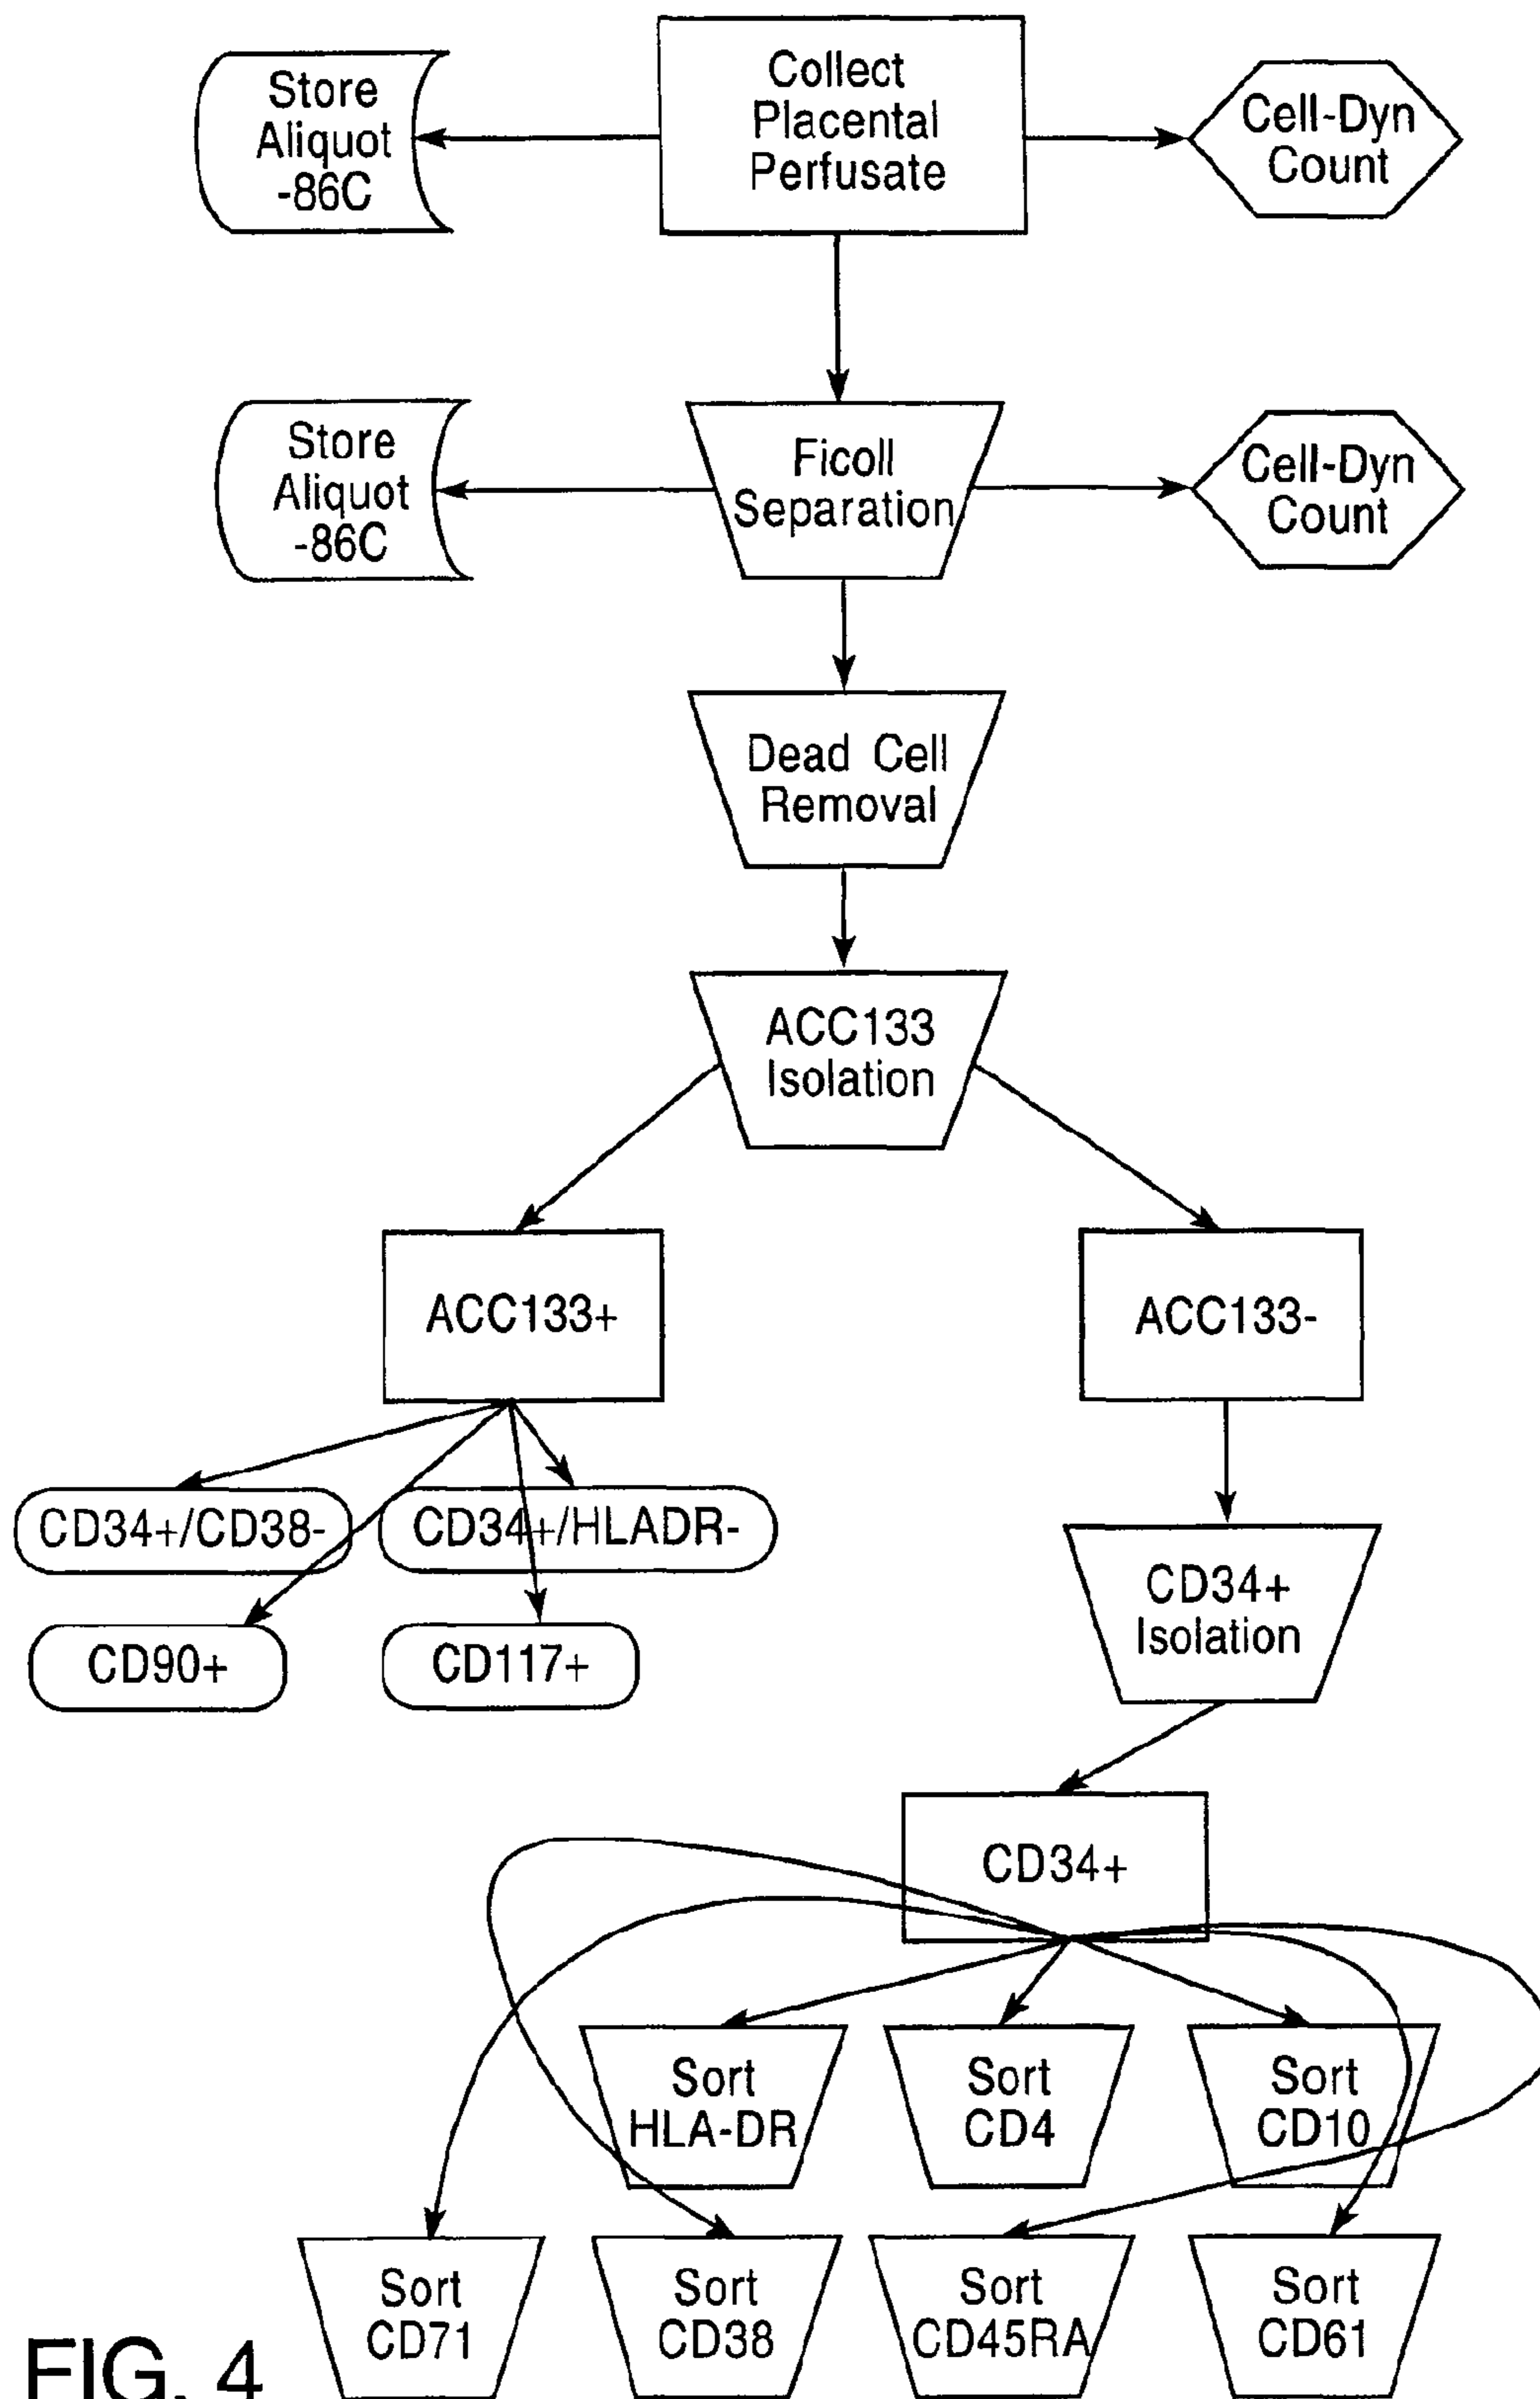 Store
Aliquot
-86C
Collect
Placental
Perfusate
Cell-Dyn
Count
Store
Aliquot
-86C
Ficoll
Separation
Cell-Dyn
Count
Dead Cell
Removal
ACC133
Isolation
ACC133+
ACC133-
CD34+/CD38-
CD34+/HLADR-
CD90+
CD117+
CD34+
Isolation
CD34+
Sort
HLA-DR
Sort
CD4
Sort
CD10
Sort
CD71
Sort
CD38
Sort
CD45RA
Sort
CD61
FIG. 4